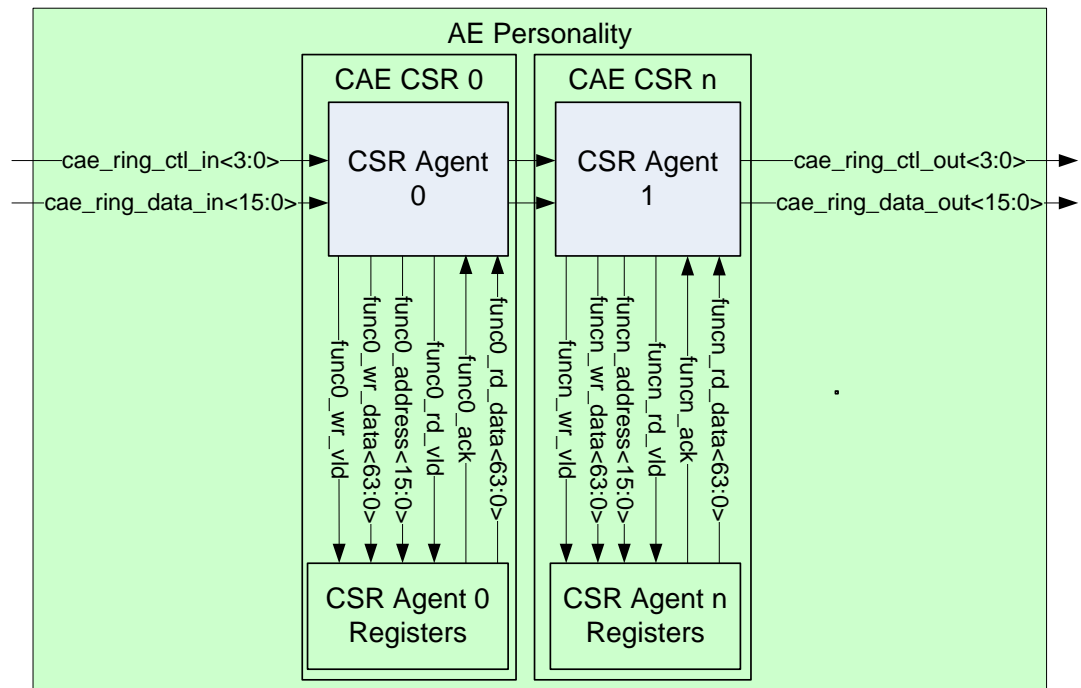 AE Personality
CAE CSR 0
CAE CSR n
cae_ring_ctl_in<3:0>
cae_ring_data_in<15:0>
CSR Agent
0
CSR Agent
1
cae_ring_ctl_out<3:0>
cae_ring_data_out<15:0>
func0_wr_vld
func0_wr_data<63:0>
func0_address<15:0>
func0_rd_vld
func0_ack
func0_rd_data<63:0>
funcn_wr_vld
funcn_wr_data<63:0>
funcn_address<15:0>
funcn_rd_vld
funcn_ack
funcn_rd_data<63:0>
CSR Agent 0
Registers
CSR Agent n
Registers